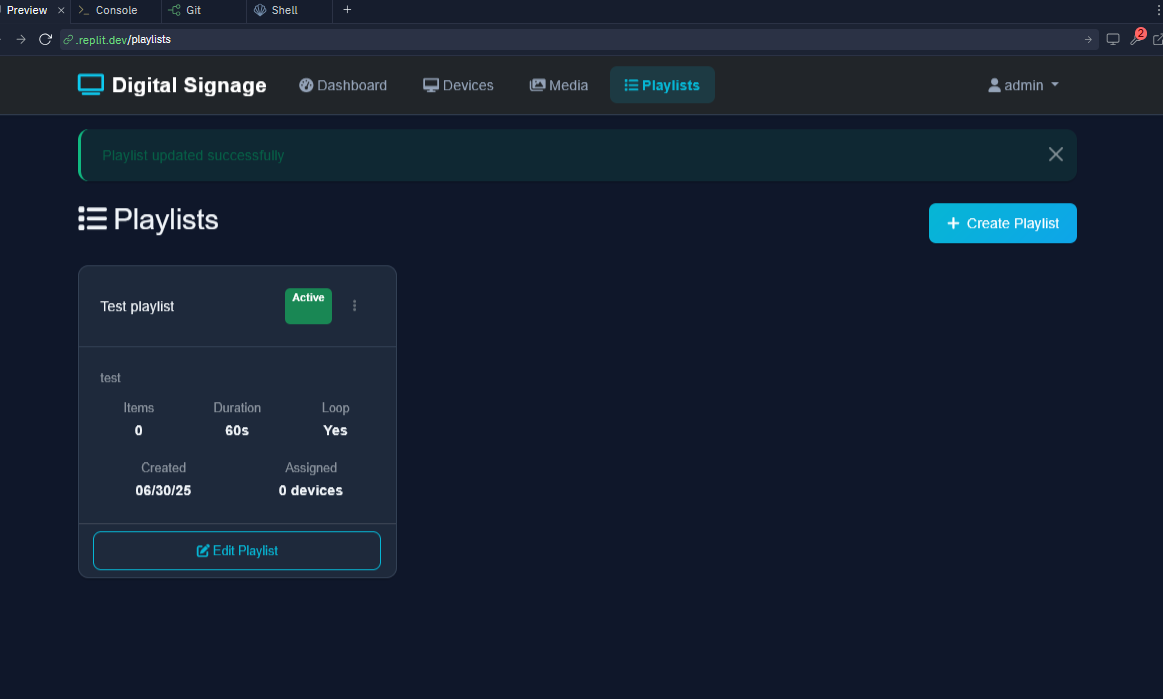 Preview
Console
Git
Shell
.replit.dev/playlists
2
Digital Signage
Dashboard
Devices
Media
Playlists
admin
Playlist updated successfully
Playlists
Create Playlist
Test playlist
Active
test
Items Duration Loop
0 60s Yes
Created Assigned
06/30/25 0 devices
Edit Playlist